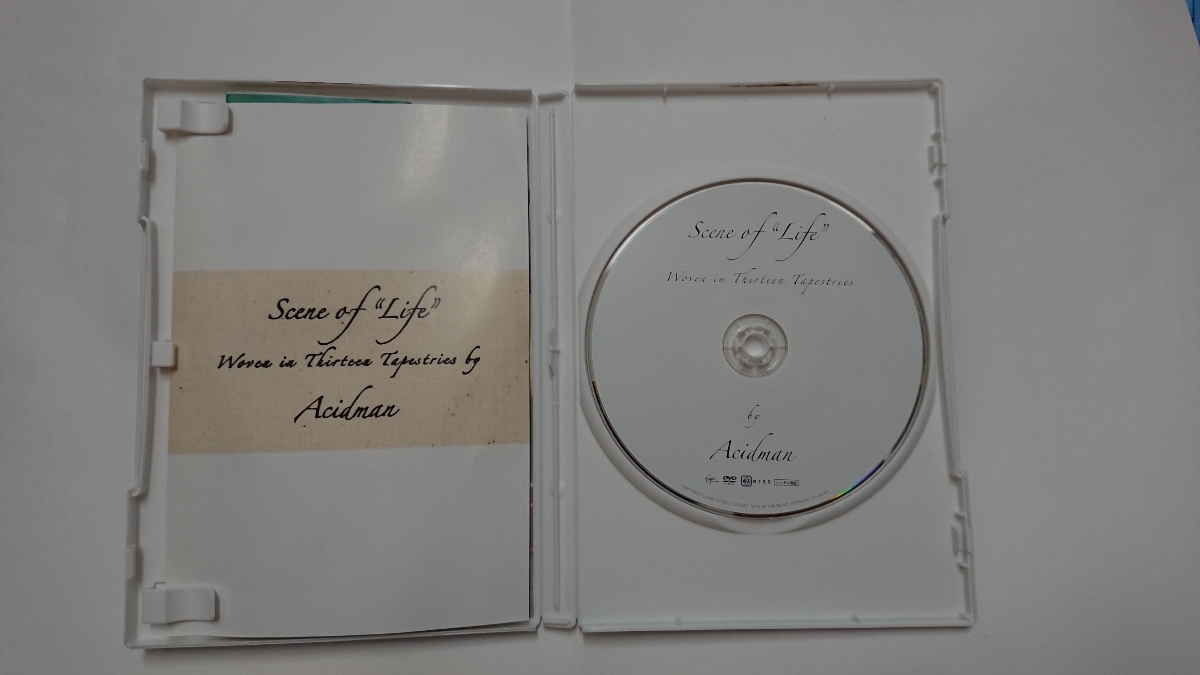 Scene of “Life”
Woven in Thirteen Tapestries by
Acidman
Scene of “Life”
Woven in Thirteen Tapestries
by
Acidman
DVD
NTSC